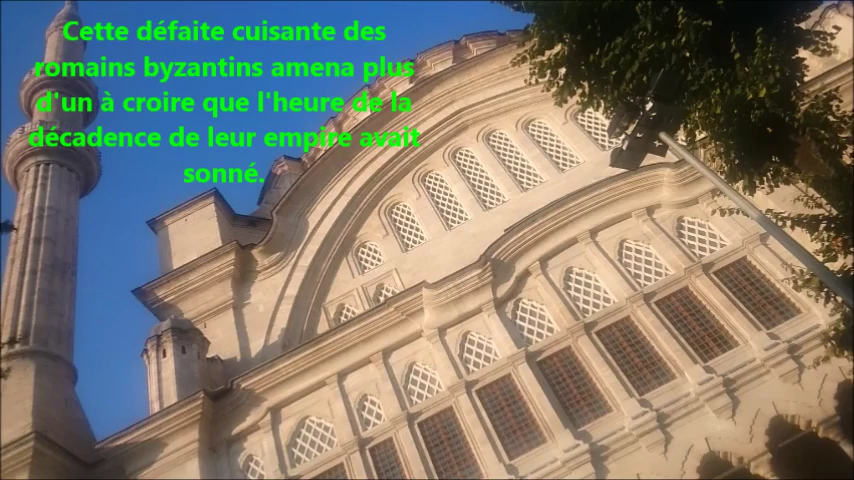 Cette défaite cuisante des
romains byzantins amena plus
d'un à croire que l'heure de la
décadence de leur empire avait
sonné.